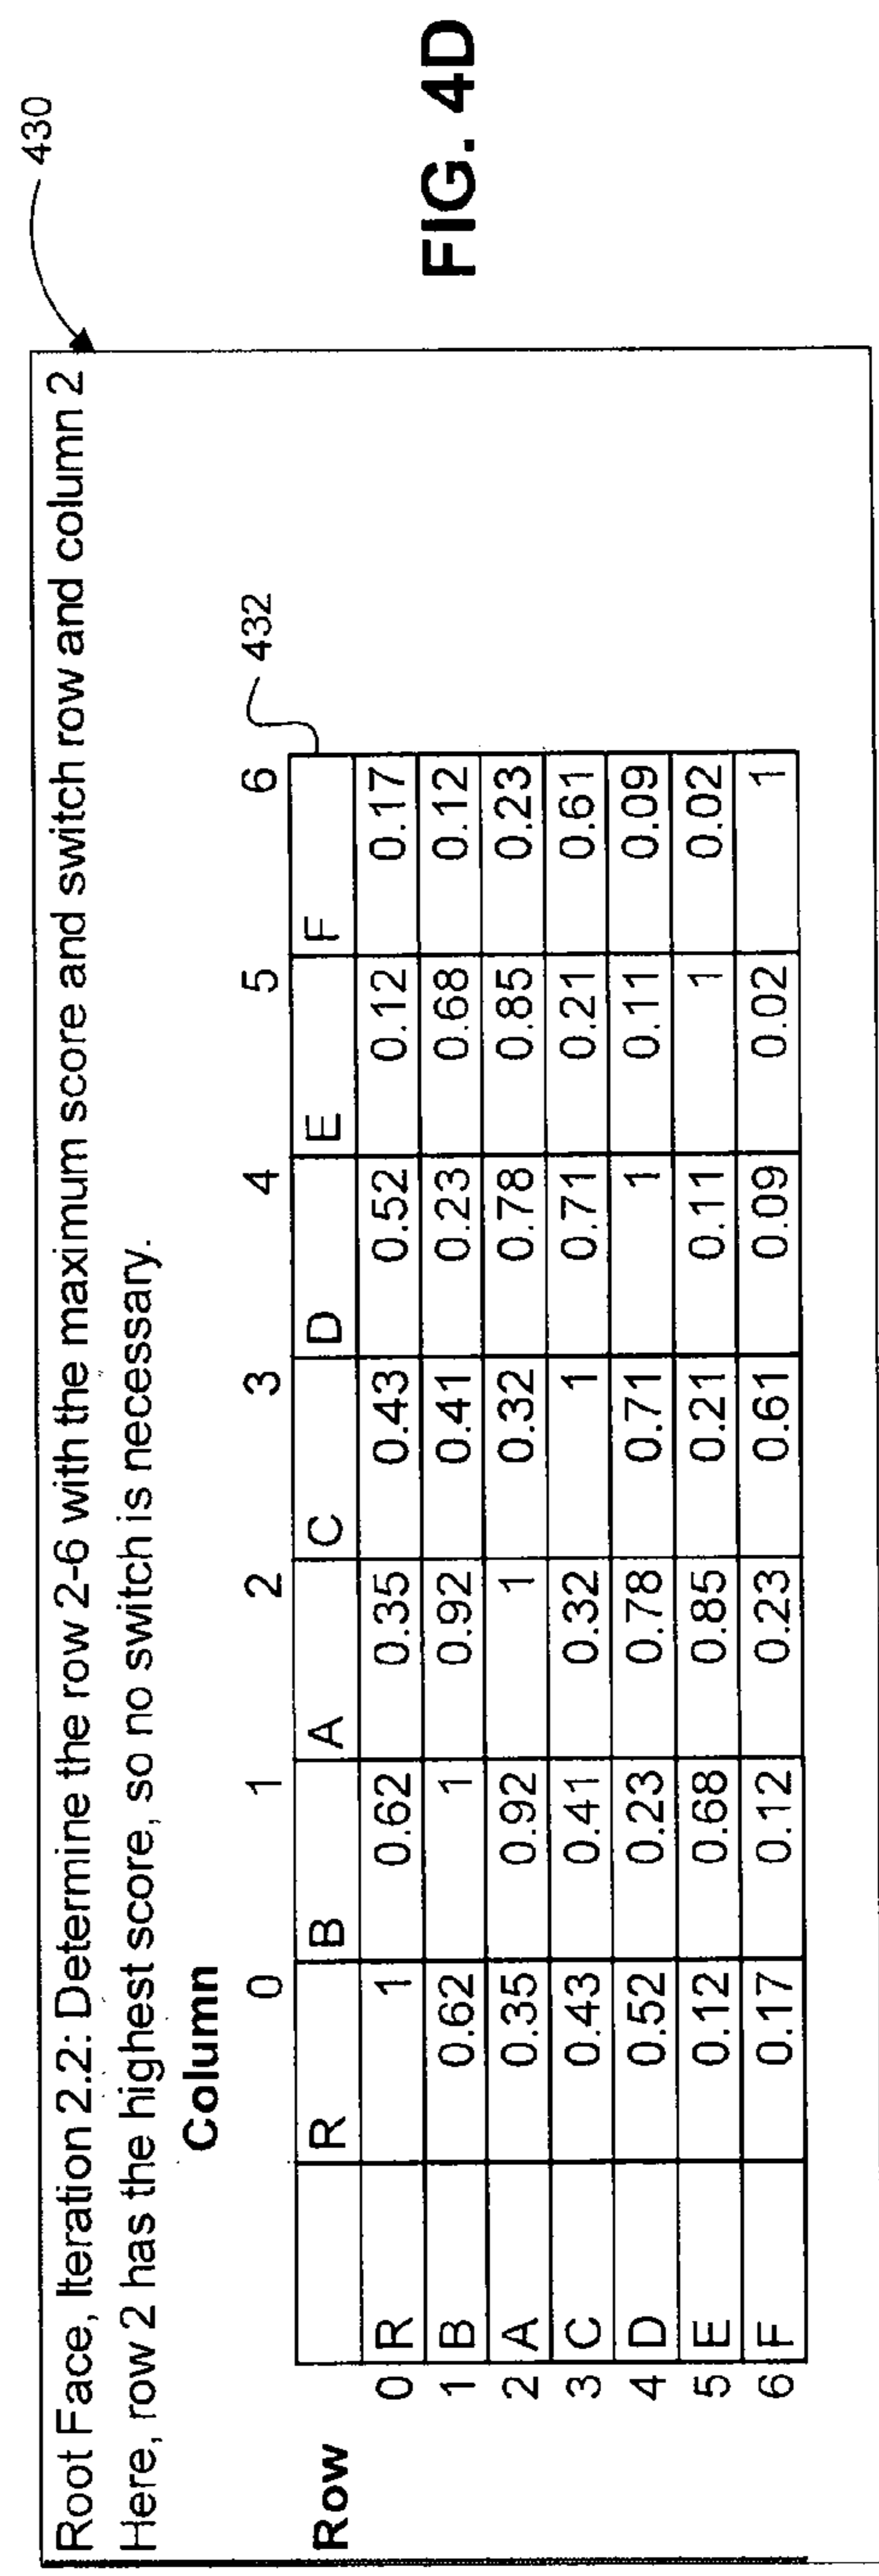 430
Root Face, Iteration 2.2: Determine the row 2-6 with the maximum score and switch row and column 2
Here, row 2 has the highest score, so no switch is necessary.
Column
432
0 1 2 3 4 5 6
Row R B A C D E F
0 R 1 0.62 0.35 0.43 0.52 0.12 0.17
1 B 0.62 1 0.92 0.41 0.23 0.68 0.12
2 A 0.35 0.92 1 0.32 0.78 0.85 0.23
3 C 0.43 0.41 0.32 1 0.71 0.21 0.61
4 D 0.52 0.23 0.78 0.71 1 0.11 0.09
5 E 0.12 0.68 0.85 0.21 0.11 1 0.02
6 F 0.17 0.12 0.23 0.61 0.09 0.02 1
FIG. 4D